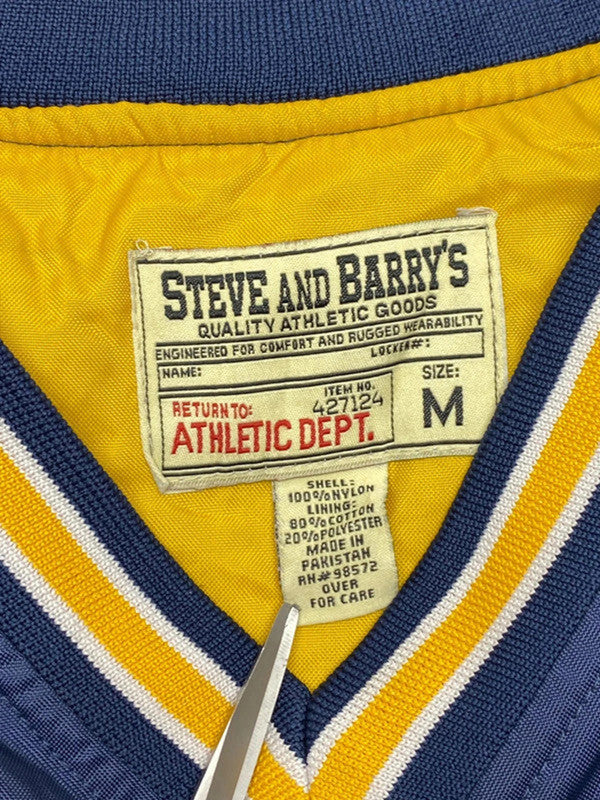 STEVE AND BARRY'S
QUALITY ATHLETIC GOODS
ENGINEERED FOR COMFORT AND RUGGED WEARABILITY
NAME: LOCKER#:
RETURN TO: ITEM NO. 427124
ATHLETIC DEPT.
SIZE:
M
SHELL:
100%NYLON
LINING:
80%COTTON
20%POLYESTER
MADE IN
PAKISTAN
RN#98572
OVER
FOR CARE